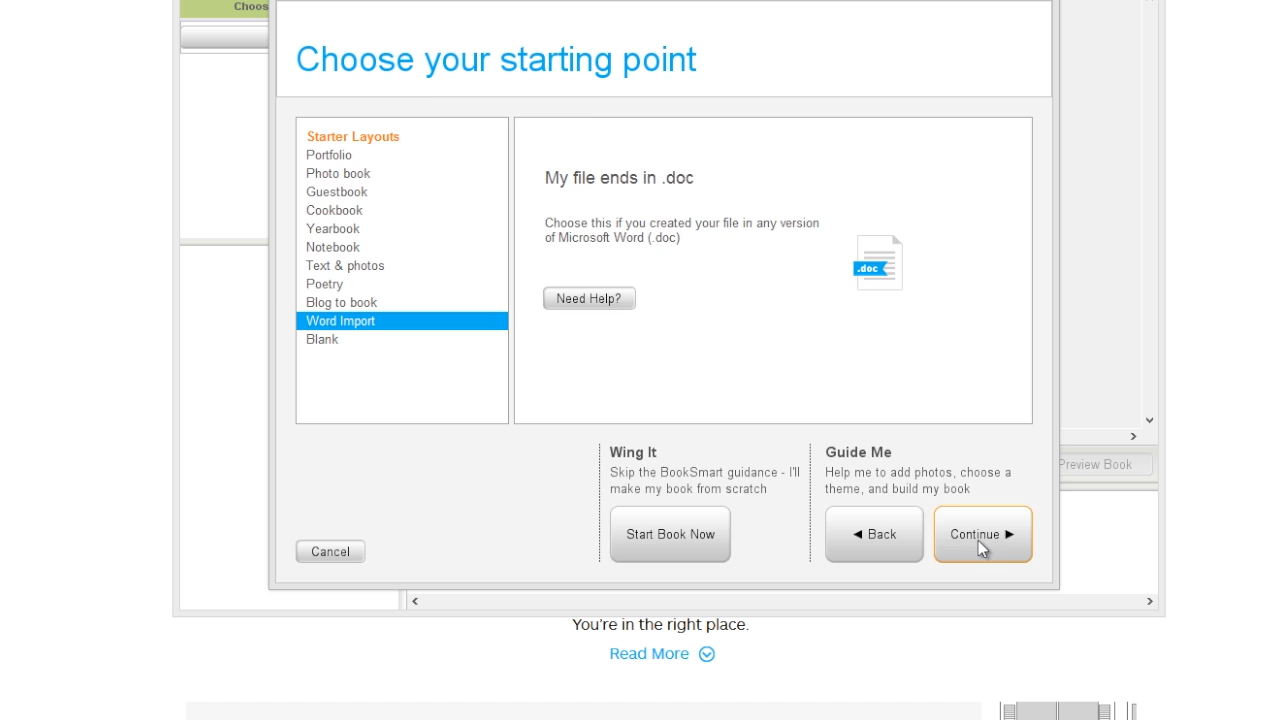 Choos
Choose your starting point
Starter Layouts
Portfolio
Photo book
Guestbook
Cookbook
Yearbook
Notebook
Text & photos
Poetry
Blog to book
Word Import
Blank
My file ends in .doc
Choose this if you created your file in any version
of Microsoft Word (.doc)
.doc
Need Help?
Wing It
Skip the BookSmart guidance - I'll
make my book from scratch
Start Book Now
Guide Me
Help me to add photos, choose a
theme, and build my book
◄ Back
Continue ►
Cancel
Preview Book
You're in the right place.
Read More